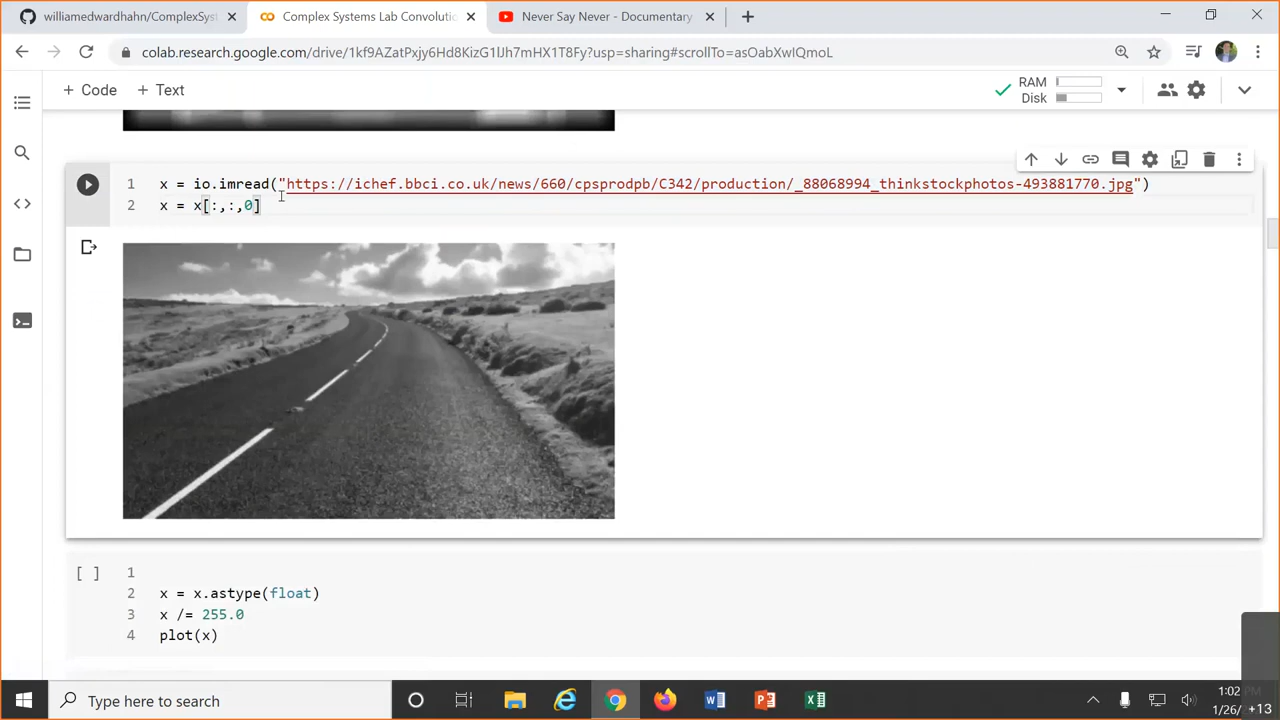 williamedwardhahn/ComplexSyst
Complex Systems Lab Convolutio
Never Say Never - Documentary
colab.research.google.com/drive/1kf9AZatPxjy6Hd8KizG1lJh7mHX1T8Fy?usp=sharing#scrollTo=asOabXwIQmoL
+ Code + Text
RAM
Disk
1 x = io.imread("https://ichef.bbci.co.uk/news/660/cpsprodpb/C342/production/_88068994_thinkstockphotos-493881770.jpg")
2 x = x[:,:,0]
[ ] 1
2 x = x.astype(float)
3 x /= 255.0
4 plot(x)
Type here to search
1:02
1/26/
+13